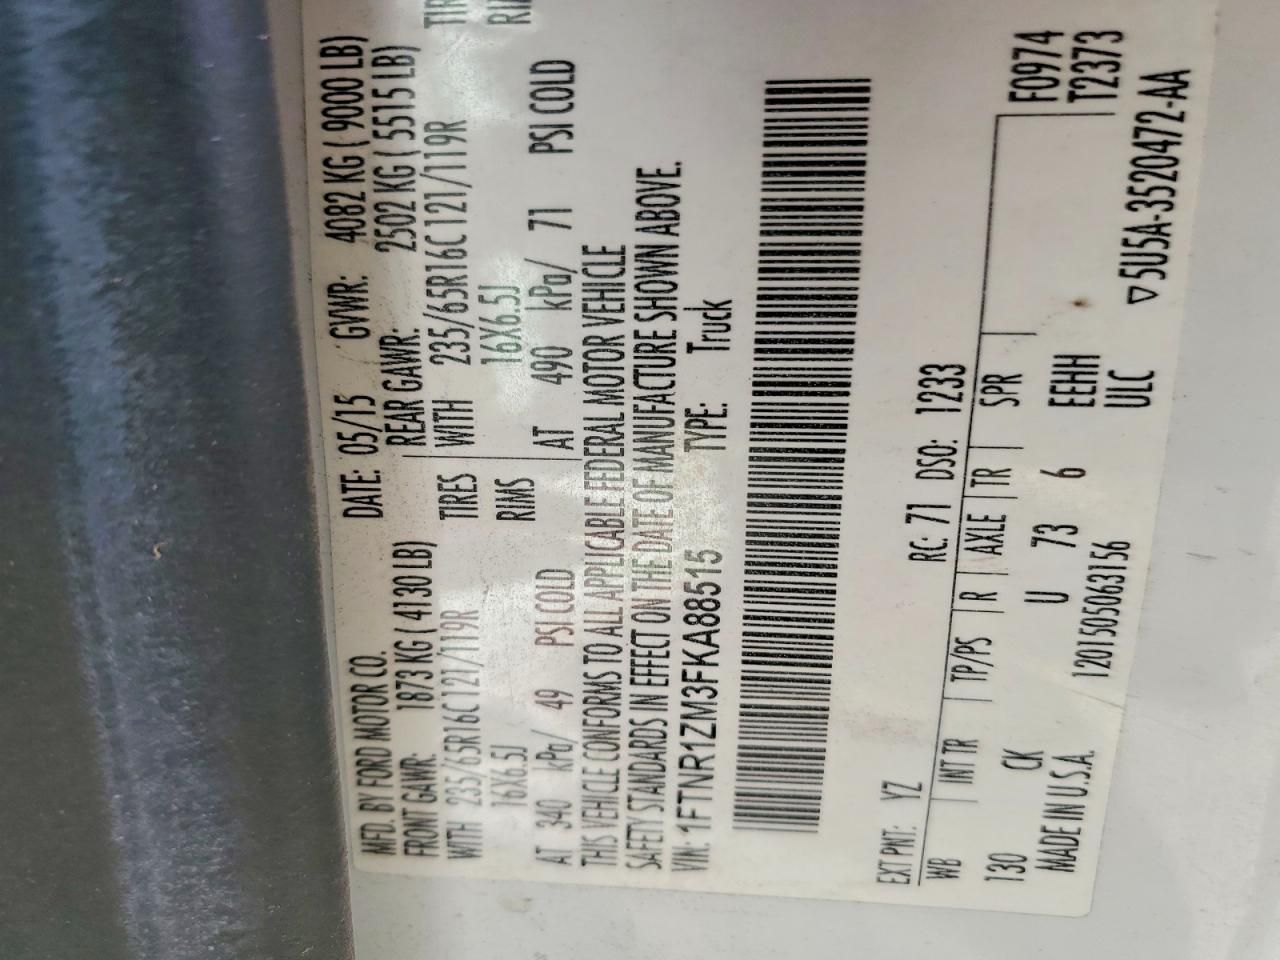 MFD. BY FORD MOTOR CO.
DATE: 05/15 GVWR: 4082 KG ( 9000 LB)
FRONT GAWR: 1873 KG ( 4130 LB) REAR GAWR: 2502 KG ( 5515 LB)
WITH 235/65R16C 121/119R TIRES WITH 235/65R16C121/119R TIR
16X6.5J RIMS 16X6.5J RI
AT 340 kPa/ 49 PSI COLD AT 490 kPa/ 71 PSI COLD
THIS VEHICLE CONFORMS TO ALL APPLICABLE FEDERAL MOTOR VEHICLE
SAFETY STANDARDS IN EFFECT ON THE DATE OF MANUFACTURE SHOWN ABOVE.
VIN: 1FTNR1ZM3FKA88515 TYPE: Truck
EXT PNT: YZ RC: 71 DSO: 1233
WB | INT TR | TP/PS | R | AXLE | TR | SPR F0974
T2373
130 CK U 73 6 EEHH
MADE IN U.S.A. 1201505063156 ULC
▽5U5A-3520472-AA